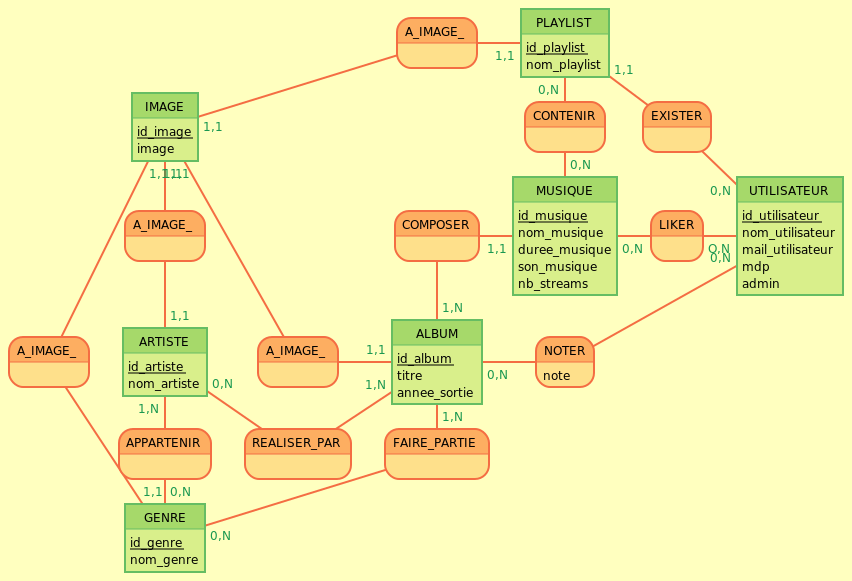 PLAYLIST
id_playlist
nom_playlist
A_IMAGE_
1,1
1,1
0,N
IMAGE
id_image
image
1,1
CONTENIR
EXISTER
0,N
MUSIQUE
id_musique
nom_musique
duree_musique
son_musique
nb_streams
UTILISATEUR
id_utilisateur
nom_utilisateur
mail_utilisateur
mdp
admin
0,N
1,1
1,1
1,1
A_IMAGE_
COMPOSER
1,1
LIKER
0,N
0,N
0,N
1,N
1,1
ARTISTE
id_artiste
nom_artiste
ALBUM
id_album
titre
annee_sortie
A_IMAGE_
A_IMAGE_
1,1
NOTER
note
0,N
0,N
1,N
1,N
1,N
APPARTENIR
REALISER_PAR
FAIRE_PARTIE
1,1
0,N
GENRE
id_genre
nom_genre
0,N